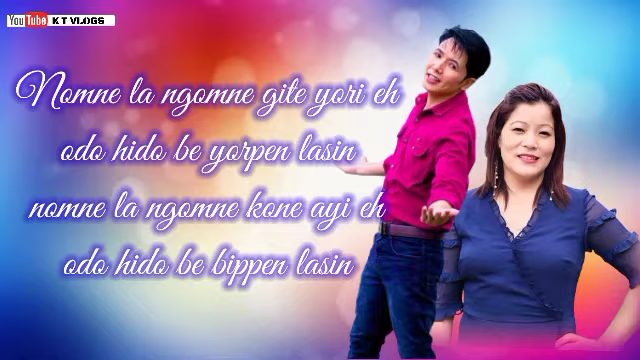 YouTube K T VLOGS
Nomne la ngomne gite yori eh
odo hido be yorpen lasin
nomne la ngomne kone ayi eh
odo hido be bippen lasin